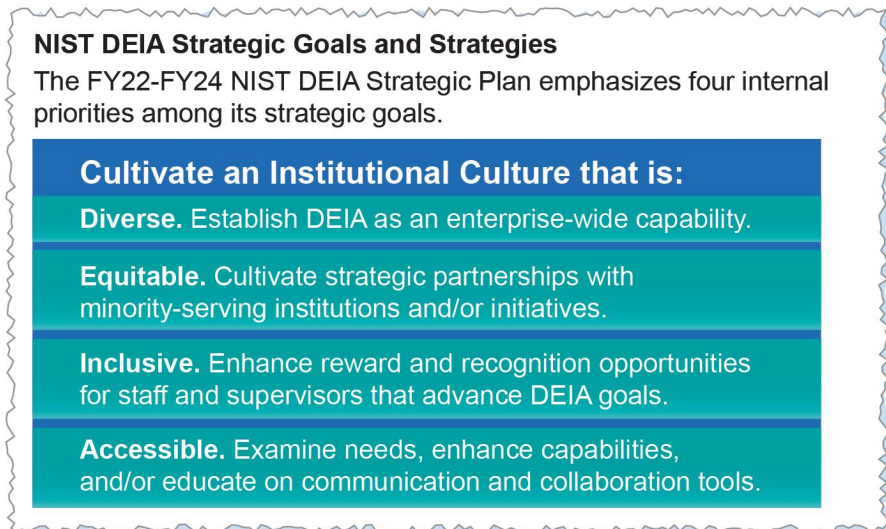 NIST DEIA Strategic Goals and Strategies
The FY22-FY24 NIST DEIA Strategic Plan emphasizes four internal
priorities among its strategic goals.
Cultivate an Institutional Culture that is:
Diverse. Establish DEIA as an enterprise-wide capability.
Equitable. Cultivate strategic partnerships with
minority-serving institutions and/or initiatives.
Inclusive. Enhance reward and recognition opportunities
for staff and supervisors that advance DEIA goals.
Accessible. Examine needs, enhance capabilities,
and/or educate on communication and collaboration tools.